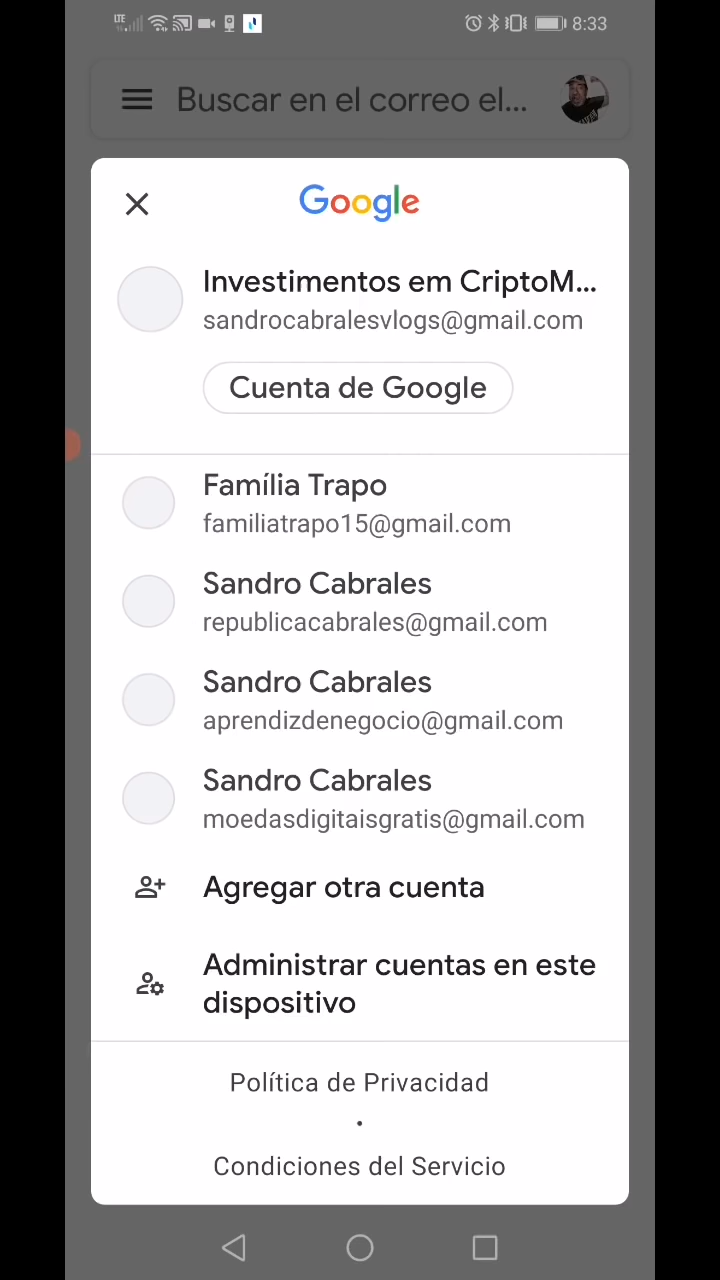 LTE 8:33
Buscar en el correo el...
Google
Investimentos em CriptoM...
sandrocabralesvlogs@gmail.com
Cuenta de Google
Família Trapo
familiatrapo15@gmail.com
Sandro Cabrales
republicacabrales@gmail.com
Sandro Cabrales
aprendizdenegocio@gmail.com
Sandro Cabrales
moedasdigitaisgratis@gmail.com
Agregar otra cuenta
Administrar cuentas en este
dispositivo
Política de Privacidad
•
Condiciones del Servicio